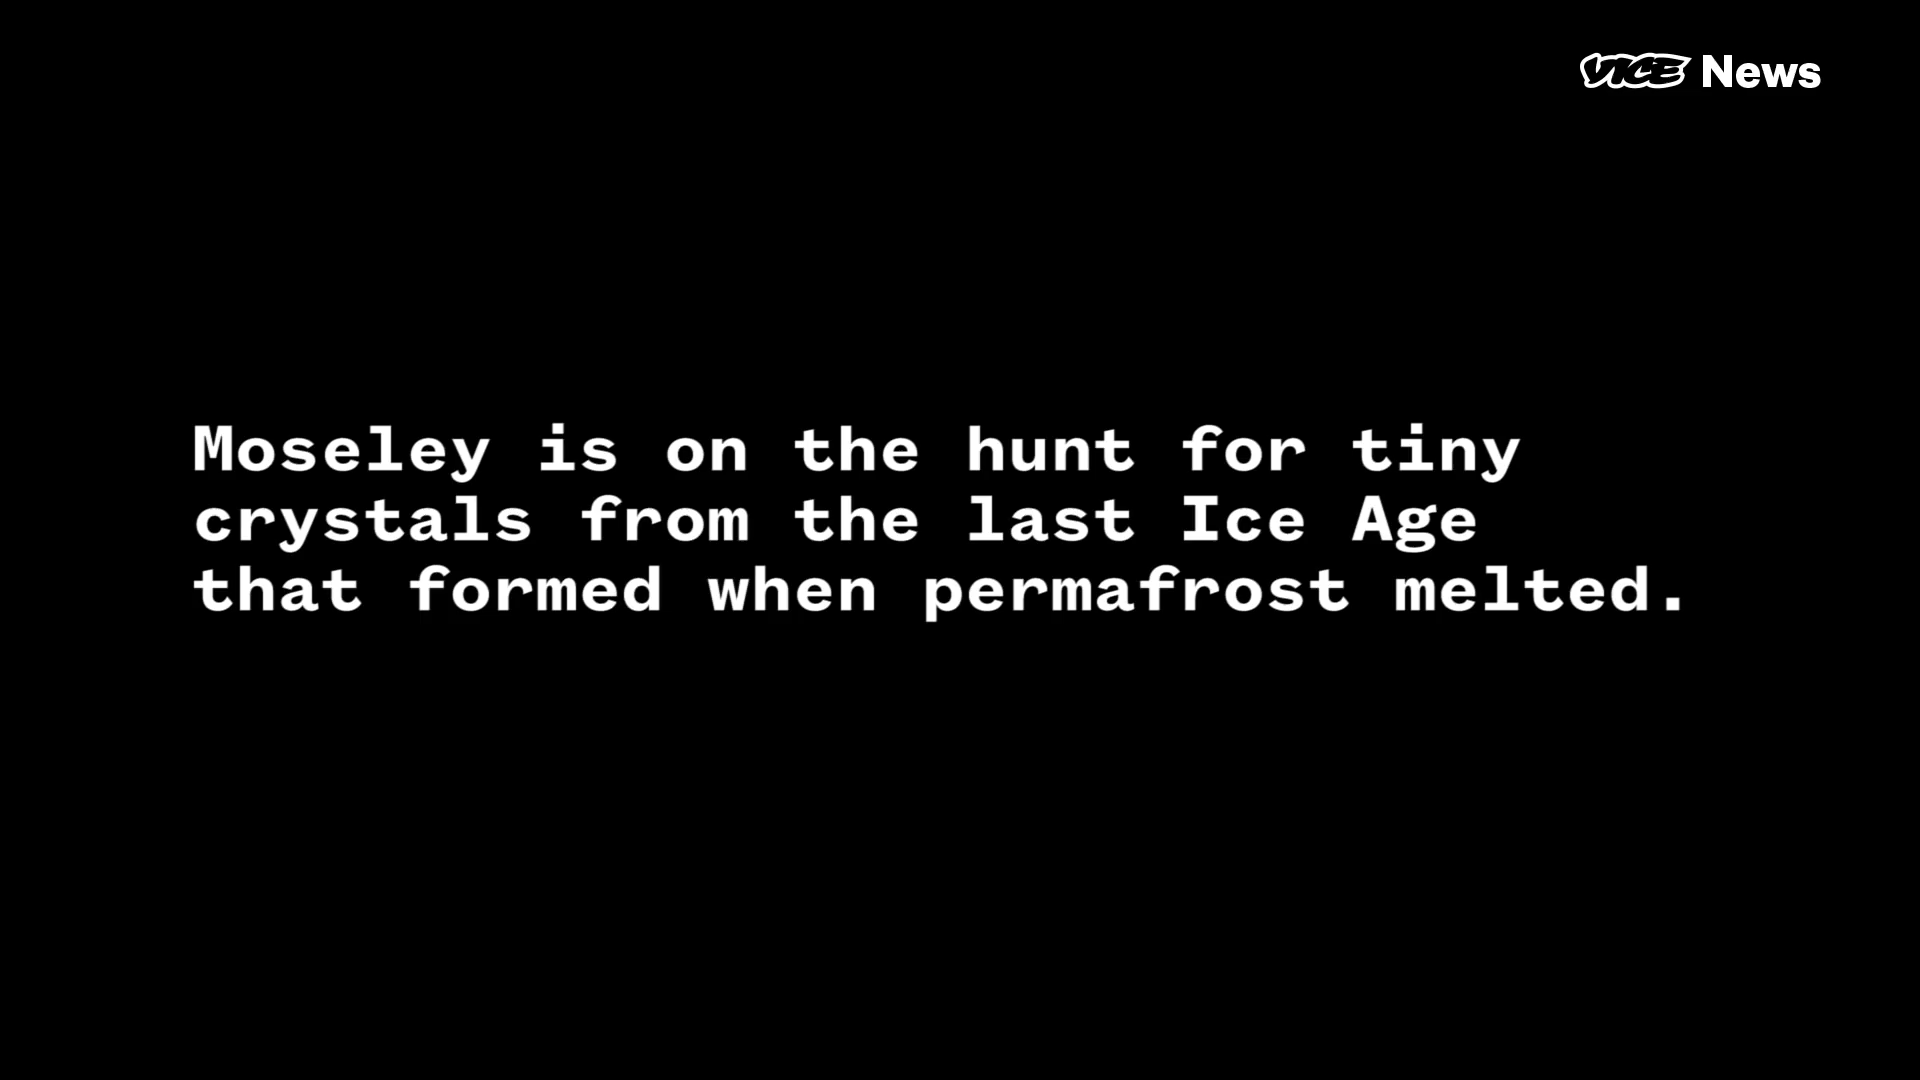 VICE News
Moseley is on the hunt for tiny
crystals from the last Ice Age
that formed when permafrost melted.